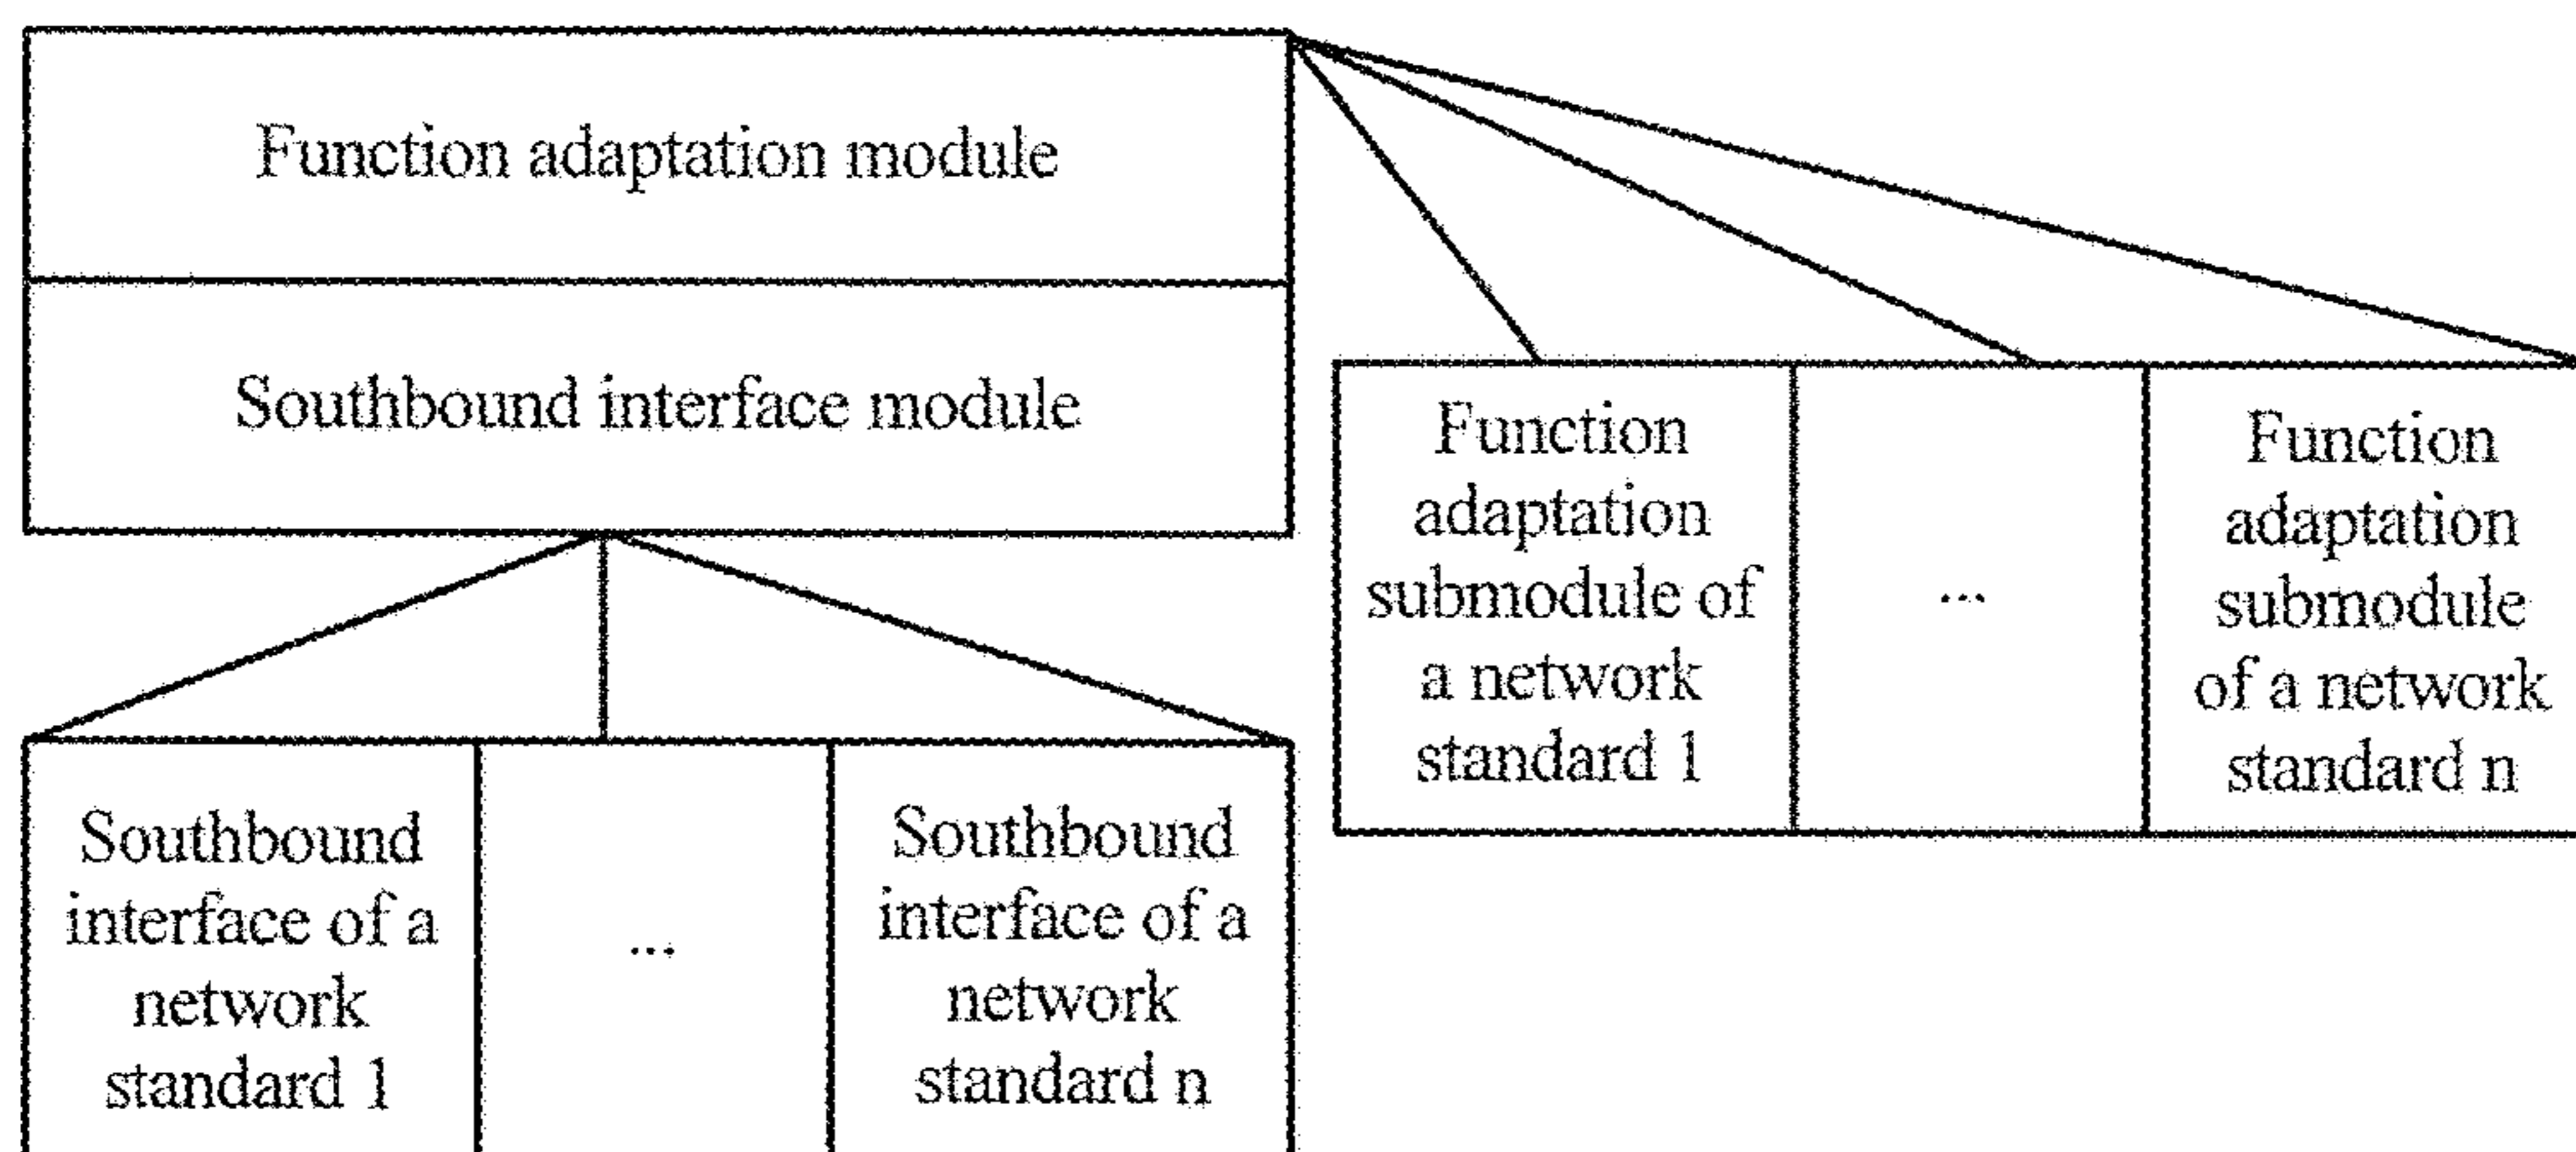 Function adaptation module
Southbound interface module
Function
adaptation
submodule of
a network
standard 1
...
Function
adaptation
submodule
of a network
standard n
Southbound
interface of a
network
standard 1
...
Southbound
interface of a
network
standard n